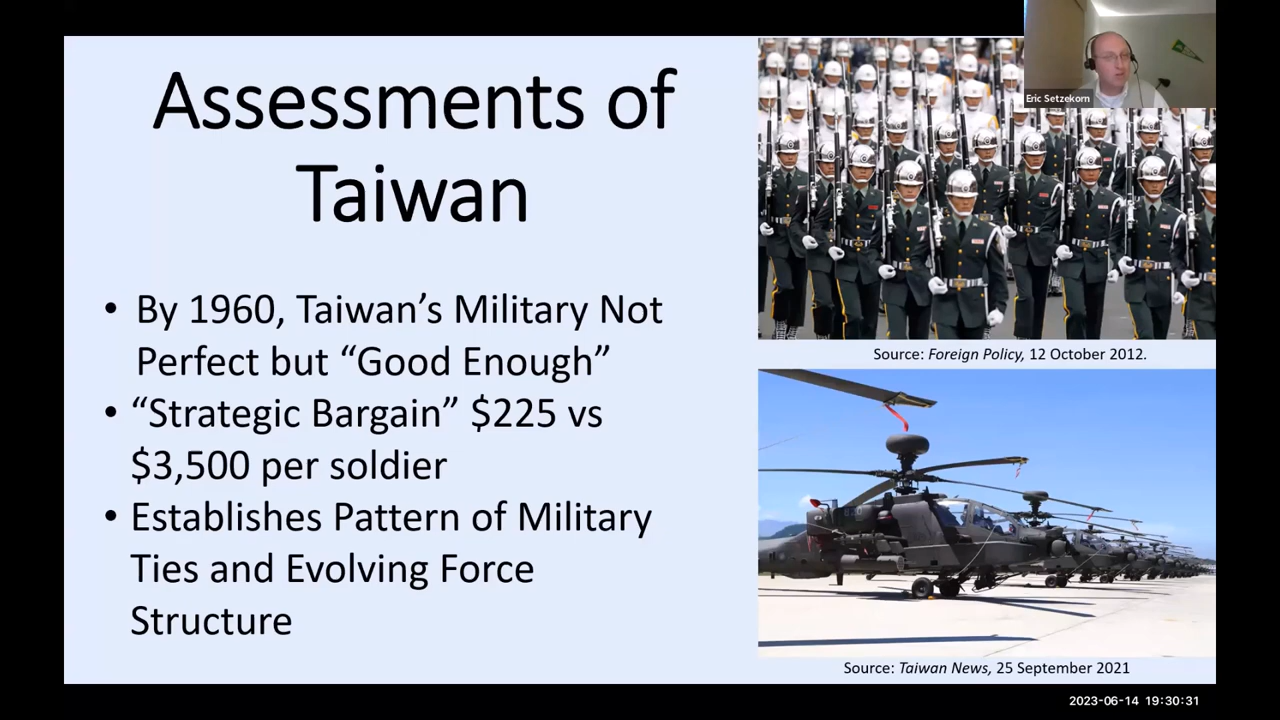 Assessments of
Taiwan
• By 1960, Taiwan’s Military Not
Perfect but “Good Enough”
• “Strategic Bargain” $225 vs
$3,500 per soldier
• Establishes Pattern of Military
Ties and Evolving Force
Structure
Eric Setzekorn
Source: Foreign Policy, 12 October 2012.
Source: Taiwan News, 25 September 2021
2023-06-14 19:30:31